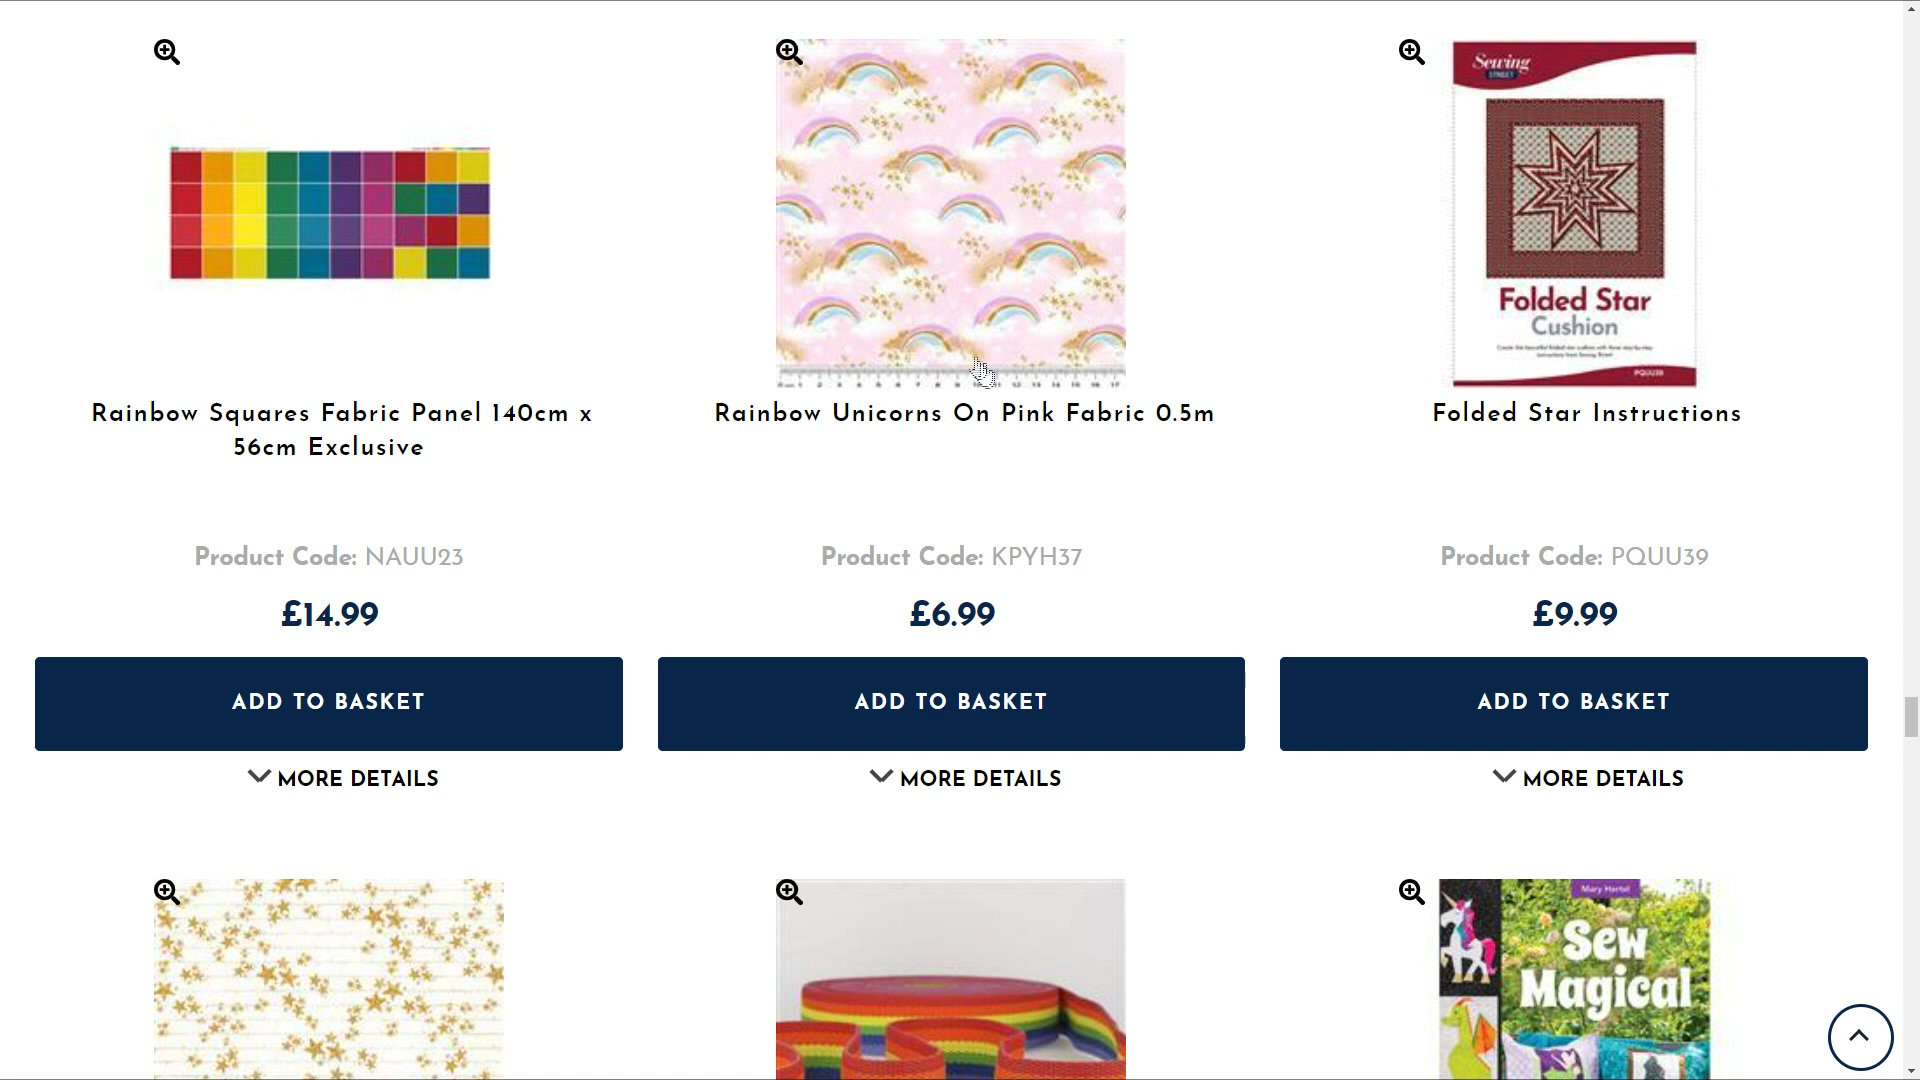 Sewing
STREET
Folded Star
Cushion
PQUU39
Rainbow Squares Fabric Panel 140cm x
56cm Exclusive
Rainbow Unicorns On Pink Fabric 0.5m
Folded Star Instructions
Product Code: NAUU23
Product Code: KPYH37
Product Code: PQUU39
£14.99
£6.99
£9.99
ADD TO BASKET
ADD TO BASKET
ADD TO BASKET
MORE DETAILS
MORE DETAILS
MORE DETAILS
Mary Hertel
Sew
Magical